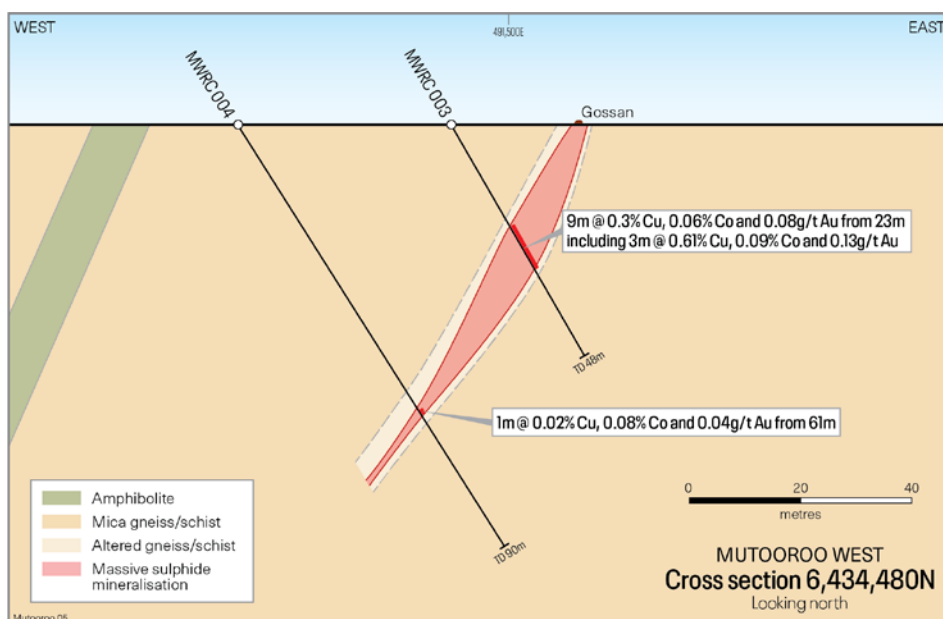 WEST
491,500E
EAST
MWRC 004
MWRC 003
Gossan
9m @ 0.3% Cu, 0.06% Co and 0.08g/t Au from 23m
including 3m @ 0.61% Cu, 0.09% Co and 0.13g/t Au
TD 48m
1m @ 0.02% Cu, 0.08% Co and 0.04g/t Au from 61m
TD 90m
Amphibolite
Mica gneiss/schist
Altered gneiss/schist
Massive sulphide
mineralisation
0 20 40
metres
MUTOOROO WEST
Cross section 6,434,480N
Looking north
Mutooroo 05